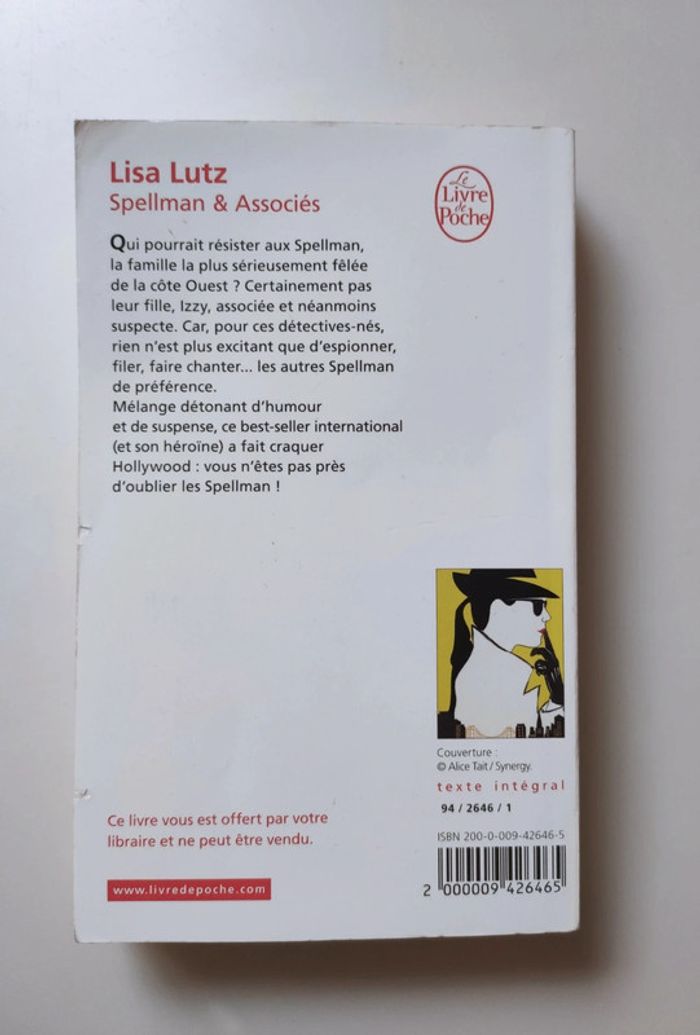 Lisa Lutz
Spellman & Associés
Le
Livre
de
Poche
Qui pourrait résister aux Spellman,
la famille la plus sérieusement fêlée
de la côte Ouest ? Certainement pas
leur fille, Izzy, associée et néanmoins
suspecte. Car, pour ces détectives-nés,
rien n'est plus excitant que d'espionner,
filer, faire chanter... les autres Spellman
de préférence.
Mélange détonant d'humour
et de suspense, ce best-seller international
(et son héroïne) a fait craquer
Hollywood : vous n'êtes pas près
d'oublier les Spellman !
Couverture :
© Alice Tait / Synergy.
texte intégral
94 / 2646 / 1
Ce livre vous est offert par votre
libraire et ne peut être vendu.
www.livredepoche.com
ISBN 200-0-009-42646-5
2 000009 426465